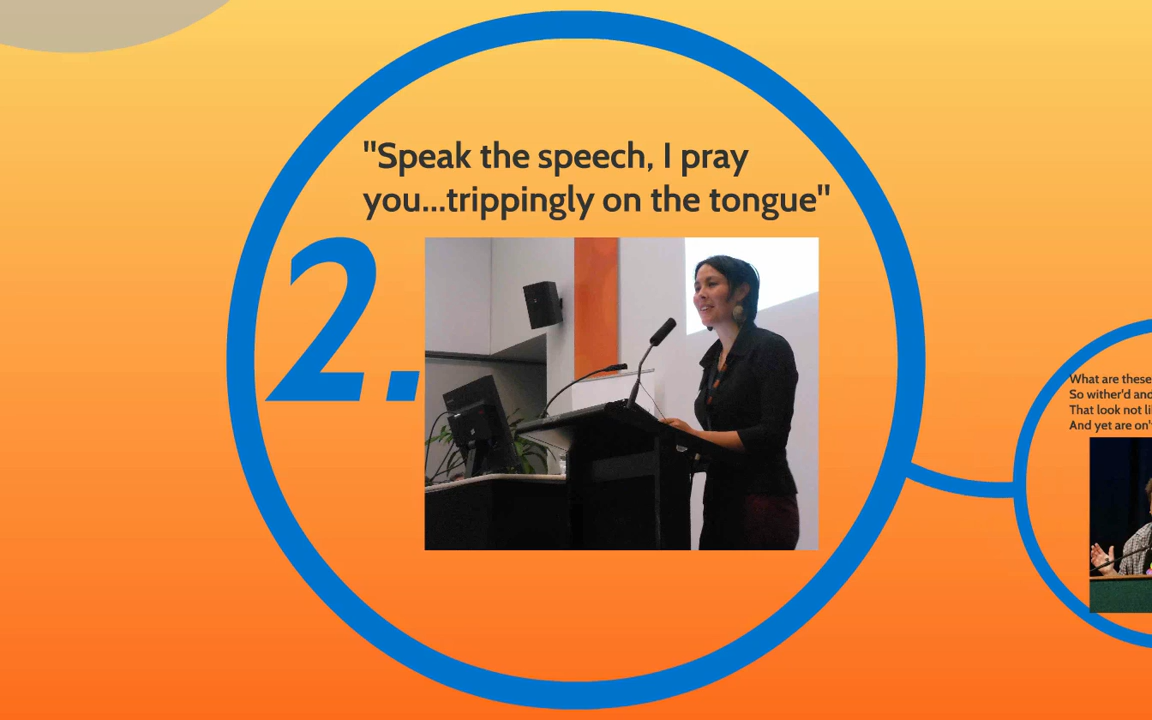 "Speak the speech, I pray
you...trippingly on the tongue"
2.
What are these
So wither'd and
That look not
And yet are on'